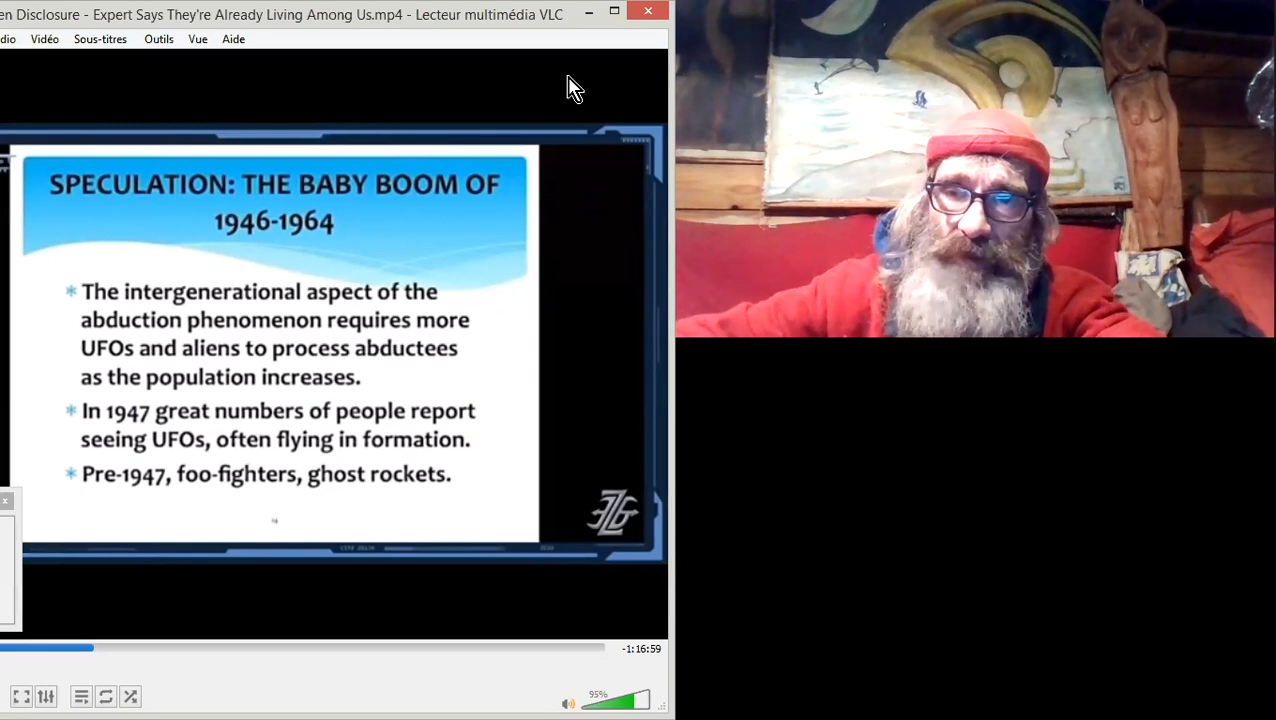 en Disclosure - Expert Says They're Already Living Among Us.mp4 - Lecteur multimédia VLC
dio Vidéo Sous-titres Outils Vue Aide
SPECULATION: THE BABY BOOM OF
1946-1964
* The intergenerational aspect of the
abduction phenomenon requires more
UFOs and aliens to process abductees
as the population increases.
* In 1947 great numbers of people report
seeing UFOs, often flying in formation.
* Pre-1947, foo-fighters, ghost rockets.
-1:16:59
95%